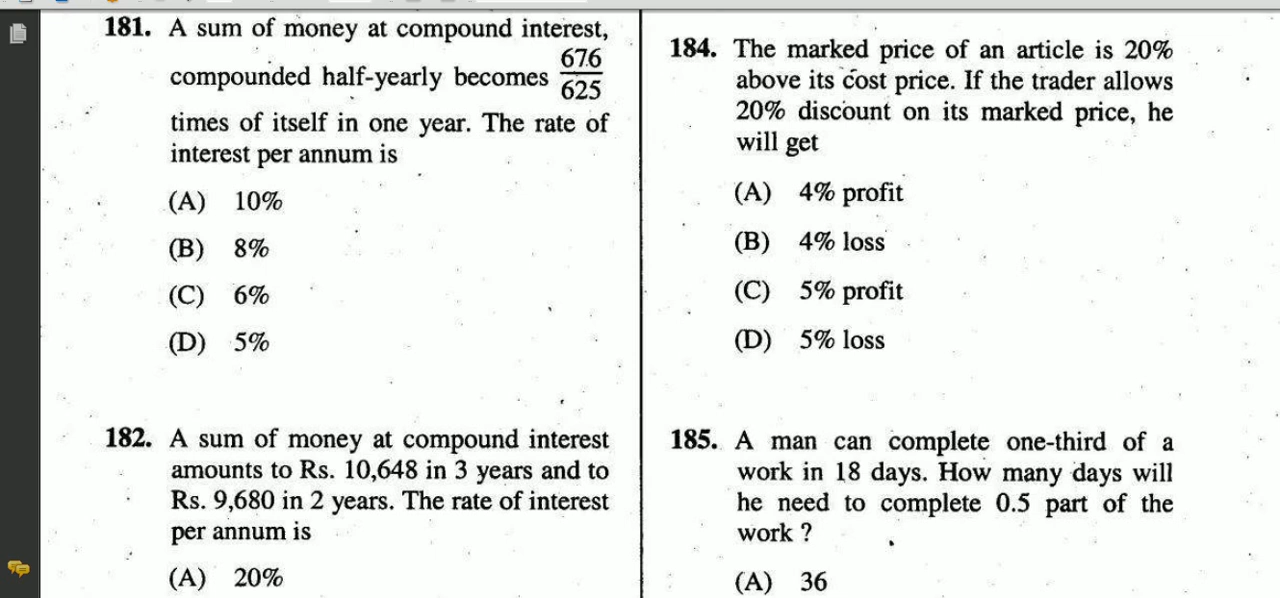 181. A sum of money at compound interest,
compounded half-yearly becomes 676/625
times of itself in one year. The rate of
interest per annum is
(A) 10%
(B) 8%
(C) 6%
(D) 5%
182. A sum of money at compound interest
amounts to Rs. 10,648 in 3 years and to
Rs. 9,680 in 2 years. The rate of interest
per annum is
(A) 20%
184. The marked price of an article is 20%
above its cost price. If the trader allows
20% discount on its marked price, he
will get
(A) 4% profit
(B) 4% loss
(C) 5% profit
(D) 5% loss
185. A man can complete one-third of a
work in 18 days. How many days will
he need to complete 0.5 part of the
work ?
(A) 36